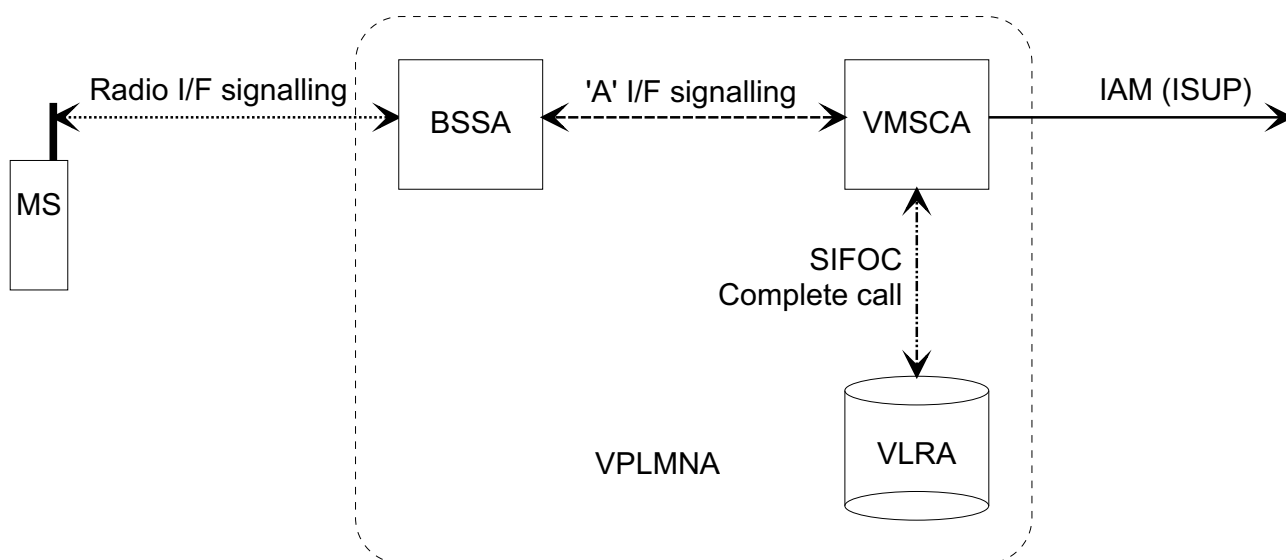 Radio I/F signalling
'A' I/F signalling
IAM (ISUP)
BSSA
VMSCA
MS
SIFOC
Complete call
VPLMNA
VLRA